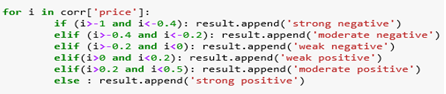 for i in corr['price']:
if (i>-1 and i<-0.4): result.append('strong negative')
elif (i>-0.4 and i<-0.2): result.append('moderate negative')
elif (i>-0.2 and i<0): result.append('weak negative')
elif(i>0 and i<0.2): result.append('weak positive')
elif(i>0.2 and i<0.5): result.append('moderate positive')
else : result.append('strong positive')